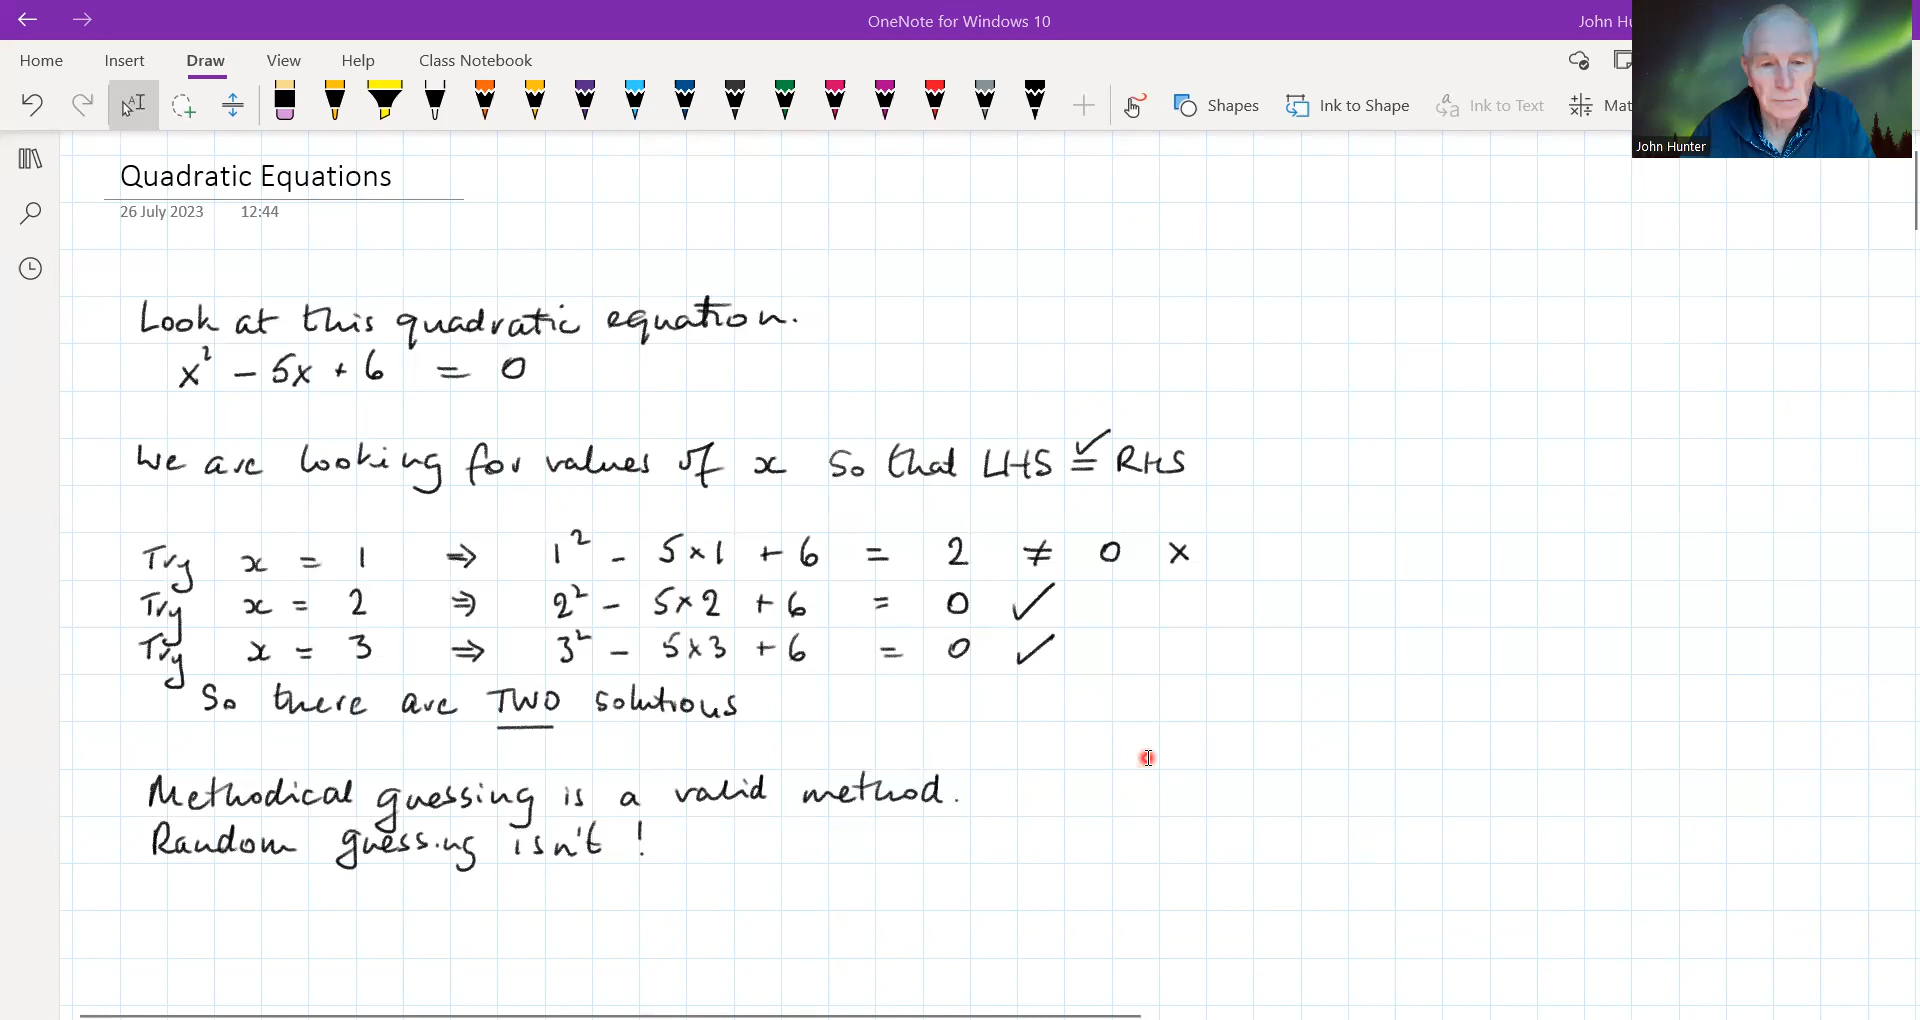 OneNote for Windows 10
John Hu
Home Insert Draw View Help Class Notebook
Shapes Ink to Shape Ink to Text Mat
John Hunter
Quadratic Equations
26 July 2023 12:44
Look at this quadratic equation.
x² - 5x + 6 = 0
We are looking for values of x so that LHS = RHS
Try x = 1 ⇒ 1² - 5×1 + 6 = 2 ≠ 0 ×
Try x = 2 ⇒ 2² - 5×2 + 6 = 0 ✓
Try x = 3 ⇒ 3² - 5×3 + 6 = 0 ✓
So there are TWO solutions
Methodical guessing is a valid method.
Random guessing isn't !